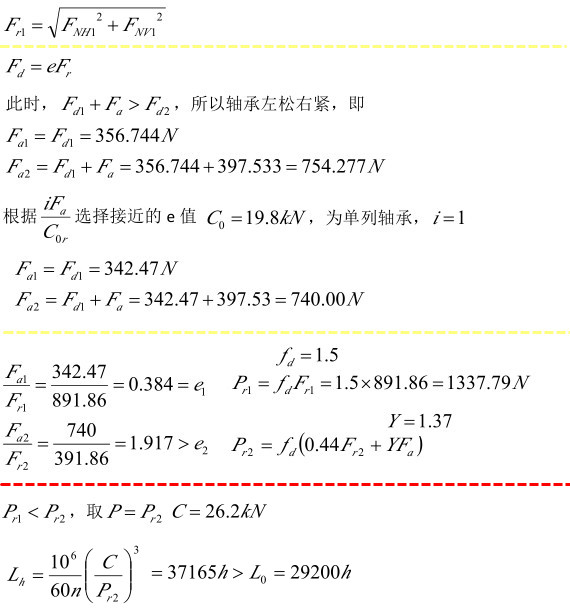 F_{r1} = \sqrt{F_{NH1}^2 + F_{NV1}^2}
F_d = eF_r
此时，F_{d1} + F_a > F_{d2}，所以轴承左松右紧，即
F_{a1} = F_{d1} = 356.744N
F_{a2} = F_{d1} + F_a = 356.744 + 397.533 = 754.277N
根据 \frac{iF_a}{C_{0r}} 选择接近的 e 值 C_0 = 19.8kN，为单列轴承，i = 1
F_{a1} = F_{d1} = 342.47N
F_{a2} = F_{d1} + F_a = 342.47 + 397.53 = 740.00N
f_d = 1.5
\frac{F_{a1}}{F_{r1}} = \frac{342.47}{891.86} = 0.384 = e_1 P_{r1} = f_d F_{r1} = 1.5 × 891.86 = 1337.79N
Y = 1.37
\frac{F_{a2}}{F_{r2}} = \frac{740}{391.86} = 1.917 > e_2 P_{r2} = f_d(0.44F_{r2} + YF_a)
P_{r1} < P_{r2}，取 P = P_{r2} C = 26.2kN
L_h = \frac{10^6}{60n} \left(\frac{C}{P_{r2}}\right)^3 = 37165h > L_0 = 29200h